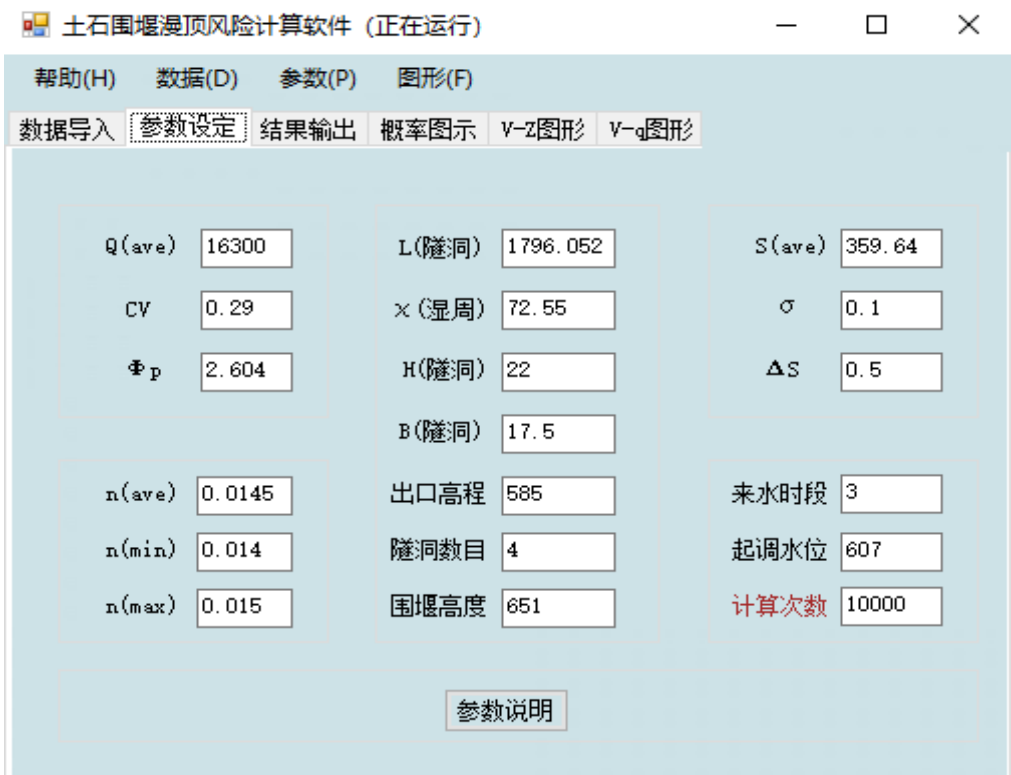 土石围堰漫顶风险计算软件 (正在运行)
帮助(H) 数据(D) 参数(P) 图形(F)
数据导入 参数设定 结果输出 概率图示 V-Z图形 V-q图形
Q(ave) 16300 L(隧洞) 1796.052 S(ave) 359.64
CV 0.29 χ(湿周) 72.55 σ 0.1
Φp 2.604 H(隧洞) 22 ΔS 0.5
B(隧洞) 17.5
n(ave) 0.0145 出口高程 585 来水时段 3
n(min) 0.014 隧洞数目 4 起调水位 607
n(max) 0.015 围堰高度 651 计算次数 10000
参数说明